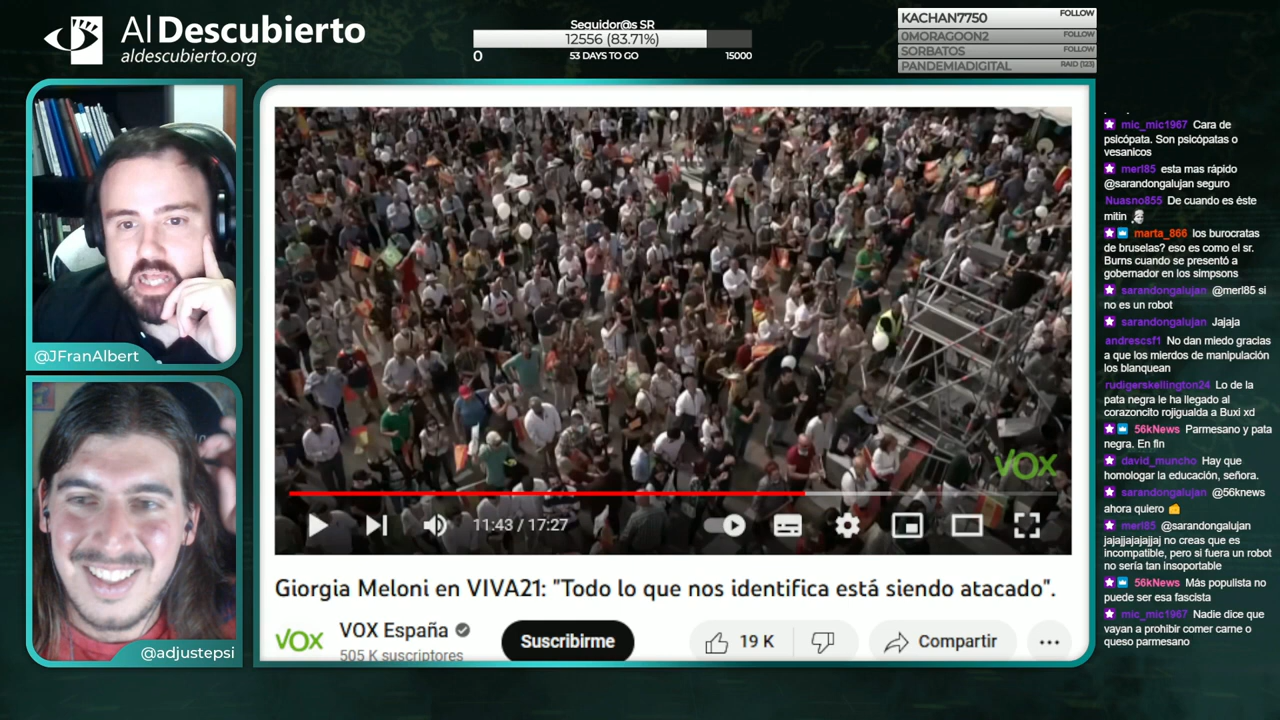 Al Descubierto
aldescubierto.org
Seguidor@s SR
12556 (83.71%)
0
53 DAYS TO GO
15000
KACHAN7750 FOLLOW
0MORAGOON2 FOLLOW
SORBATOS FOLLOW
PANDEMIADIGITAL RAID (123)
@JFranAlbert
@adjustepsi
VOX
11:43 / 17:27
Giorgia Meloni en VIVA21: "Todo lo que nos identifica está siendo atacado".
VOX
VOX España
505 K suscriptores
Suscribirme
19 K
Compartir
mic_mic1967 Cara de
psicópata. Son psicópatas o
vesanicos
merl85 esta mas rápido
@sarandongalujan seguro
Nuasno855 De cuando es éste
mitin
marta_866 los burocratas
de bruselas? eso es como el sr.
Burns cuando se presentó a
gobernador en los simpsons
sarandongalujan @merl85 si
no es un robot
sarandongalujan Jajaja
andrescsf1 No dan miedo gracias
a que los mierdos de manipulación
los blanquean
rudigerskellington24 Lo de la
pata negra le ha llegado al
corazoncito rojigualda a Buxi xd
56kNews Parmesano y pata
negra. En fin
david_muncho Hay que
homologar la educación, señora.
sarandongalujan @56knews
ahora quiero
merl85 @sarandongalujan
jajajjajajajjaj no creas que es
incompatible, pero si fuera un robot
no sería tan insoportable
56kNews Más populista no
puede ser esa fascista
mic_mic1967 Nadie dice que
vayan a prohibir comer carne o
queso parmesano